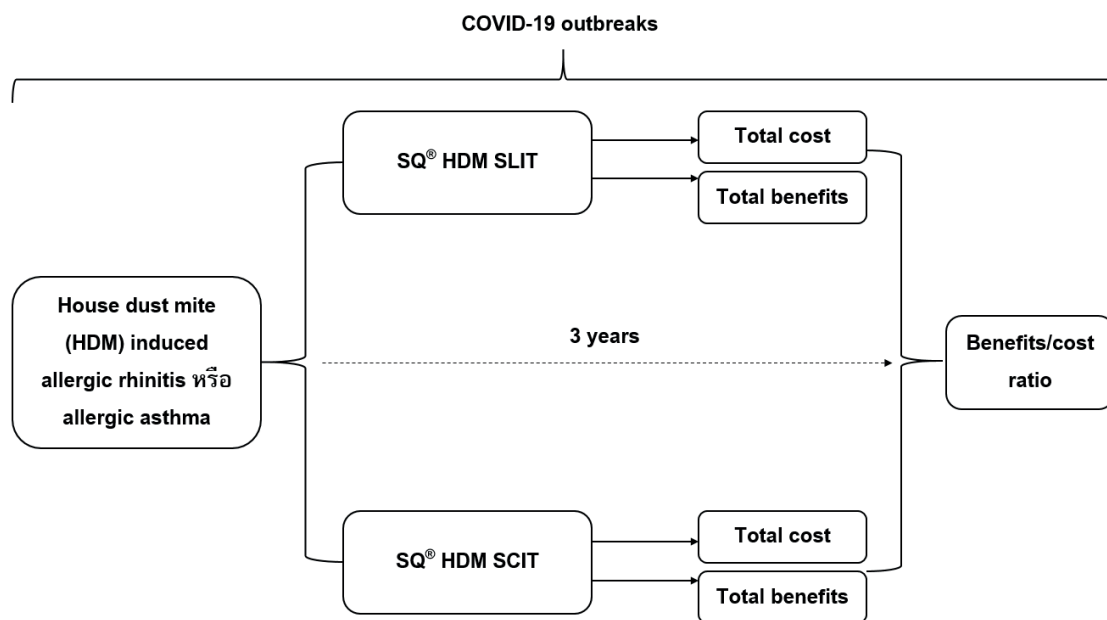 COVID-19 outbreaks
SQ® HDM SLIT
Total cost
Total benefits
House dust mite
(HDM) induced
allergic rhinitis หรือ
allergic asthma
3 years
Benefits/cost
ratio
SQ® HDM SCIT
Total cost
Total benefits